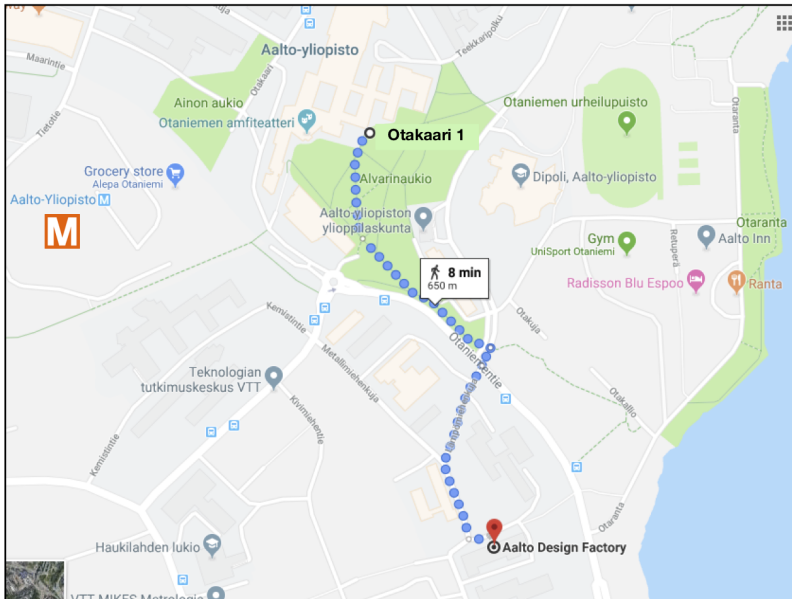 Aalto-yliopisto
Teekkaripolku
Maarintie
Otakaari
Ainon aukio
Otaniemen urheilupuisto
Otaranta
Otaniemen amfiteatteri
Otakaari 1
Tietotie
Grocery store
Alepa Otaniemi
Alvarinaukio
Dipoli, Aalto-yliopisto
Aalto-Yliopisto M
M
Aalto-yliopiston
ylioppilaskunta
Otaranta
Retuperä
Gym
UniSport Otaniemi
Aalto Inn
8 min
650 m
Radisson Blu Espoo
Ranta
Kemistintie
Otakuja
Otaniementie
Metallimiehenkuja
Teknologian
tutkimuskeskus VTT
Otakallio
Kivimiehentie
Kemistintie
Otaranta
Haukilahden lukio
Aalto Design Factory
VTT MIKES Metrologia